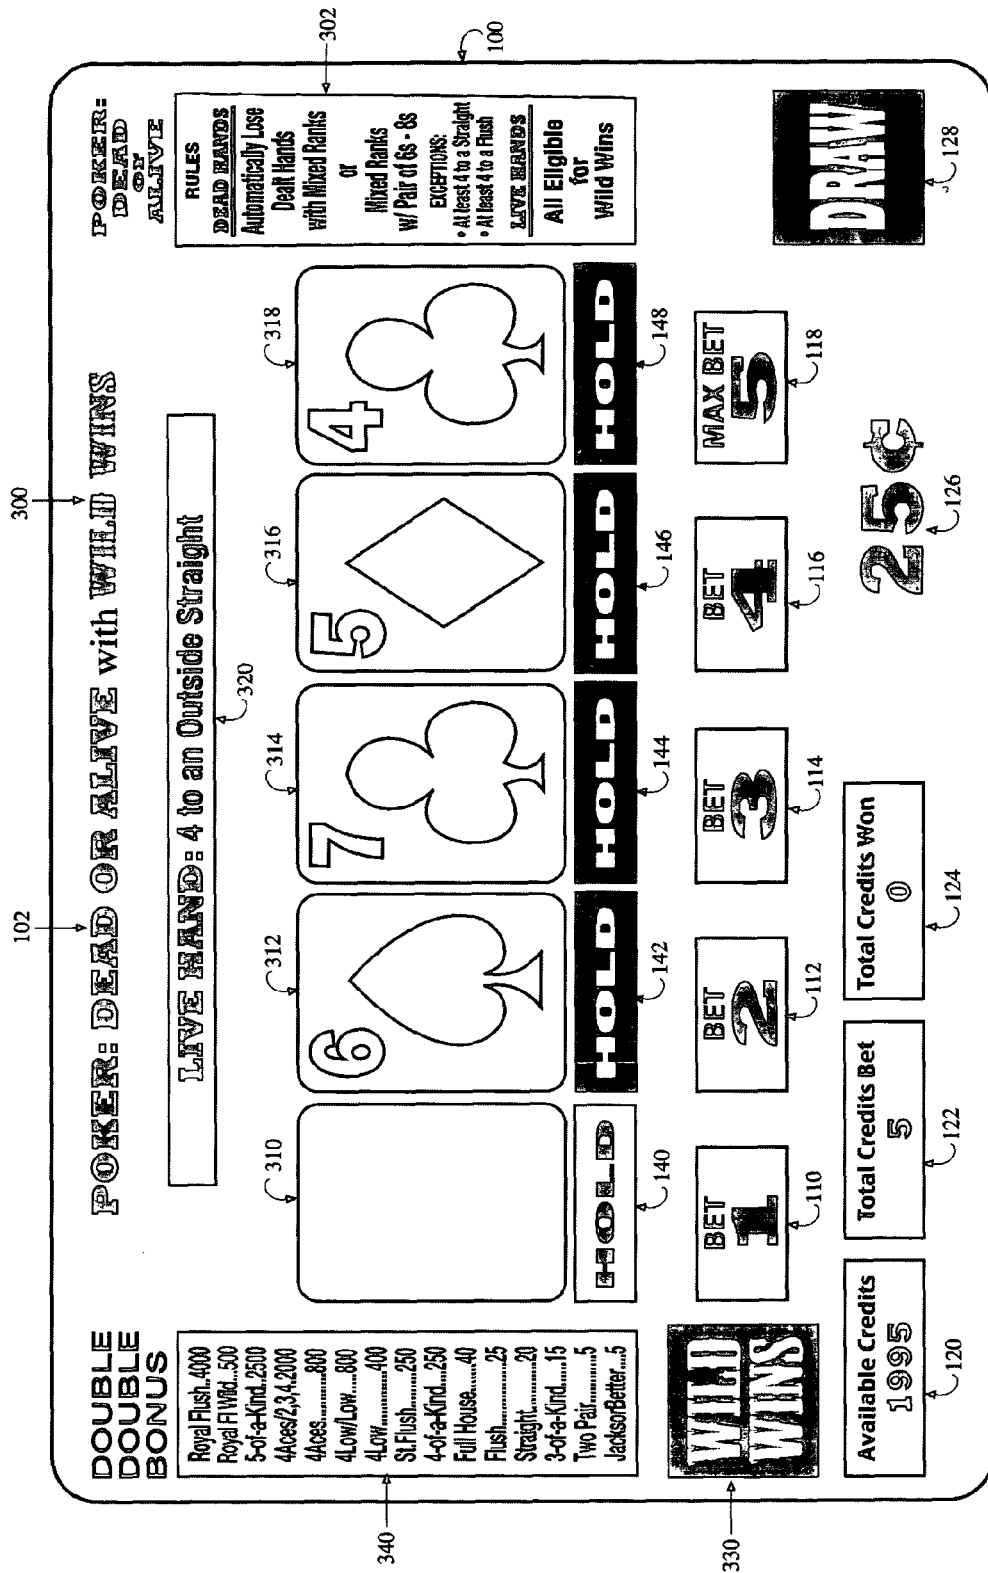 300
102
POKER: DEAD OR ALIVE with WILD WINS
DOUBLE
DOUBLE
BONUS
POKER:
DEAD
or
ALIVE
LIVE HAND: 4 to an Outside Straight
320
Royal Flush..4000
Royal Fl Wild...500
5-of-a-Kind..2500
4Aces/2,3,4.2000
4Aces..........800
4Low/Low.....800
4Low............400
St.Flush.........250
4-of-a-Kind..250
Full House......40
Flush..............25
Straight..........20
3-of-a-Kind....15
Two Pair...........5
JacksorBetter...5
340
310
312
314
316
318
6
7
5
4
RULES
DEAD HANDS
Automatically Lose
Dealt Hands
with Mixed Ranks
or
Mixed Ranks
w/ Pair of 6s - 8s
EXCEPTIONS:
• At least 4 to a Straight
• At least 4 to a Flush
LIVE HANDS
All Eligible
for
Wild Wins
302
100
HOLD
HOLD
HOLD
HOLD
HOLD
140
142
144
146
148
WILD
WINS
330
BET
1
BET
2
BET
3
BET
4
MAX BET
5
110
112
114
116
118
DRAW
128
Available Credits
1995
Total Credits Bet
5
Total Credits Won
0
25¢
120
122
124
126